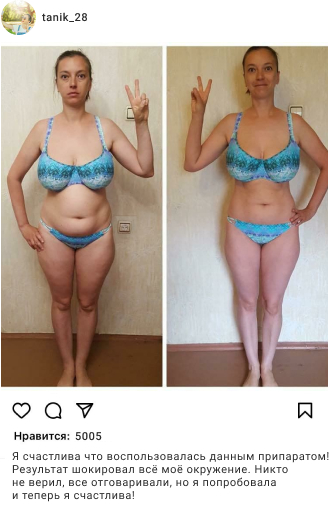 tanik_28
Нравится: 5005
Я счастлива что воспользовалась данным припаратом!
Результат шокировал всё моё окружение. Никто
не верил, все отговаривали, но я попробовала
и теперь я счастлива!